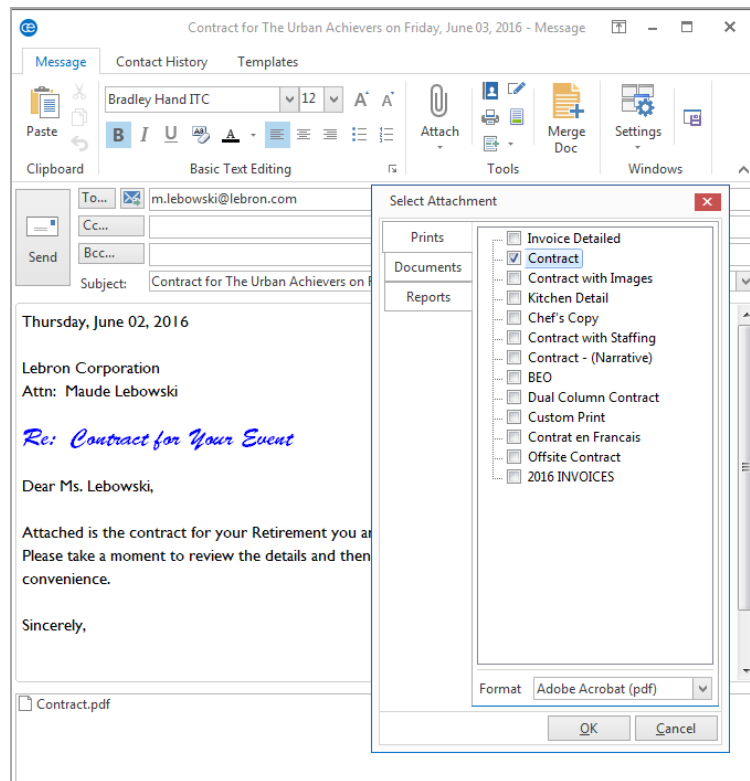 Contract for The Urban Achievers on Friday, June 03, 2016 - Message
Message Contact History Templates
Bradley Hand ITC 12 A A
Paste B I U A Attach Merge Doc Settings
Clipboard Basic Text Editing Tools Windows
To... m.lebowski@lebron.com
Cc...
Send Bcc...
Subject: Contract for The Urban Achievers on
Thursday, June 02, 2016
Lebron Corporation
Attn: Maude Lebowski
Re: Contract for Your Event
Dear Ms. Lebowski,
Attached is the contract for your Retirement you
Please take a moment to review the details and then
convenience.
Sincerely,
Contract.pdf
Select Attachment
Prints
Documents
Reports
Invoice Detailed
Contract
Contract with Images
Kitchen Detail
Chef's Copy
Contract with Staffing
Contract - (Narrative)
BEO
Dual Column Contract
Custom Print
Contrat en Francais
Offsite Contract
2016 INVOICES
Format Adobe Acrobat (pdf)
OK Cancel